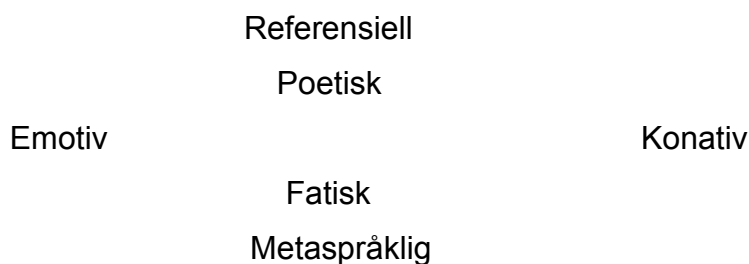 Referensiell
Poetisk
Emotiv Konativ
Fatisk
Metaspråklig